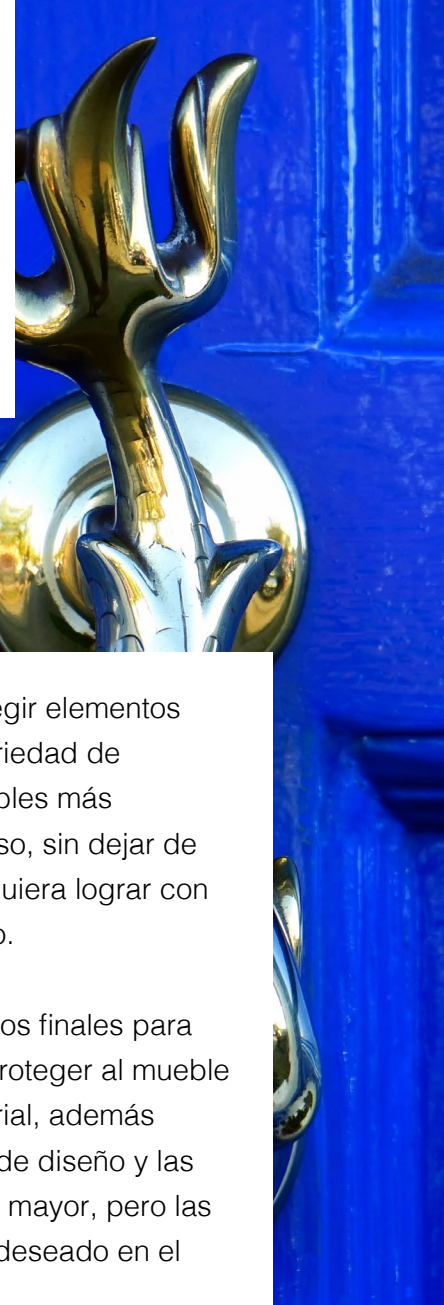 egir elementos
riedad de
bles más
so, sin dejar de
uiera lograr con
o.
os finales para
roteger al mueble
rial, además
de diseño y las
mayor, pero las
deseado en el